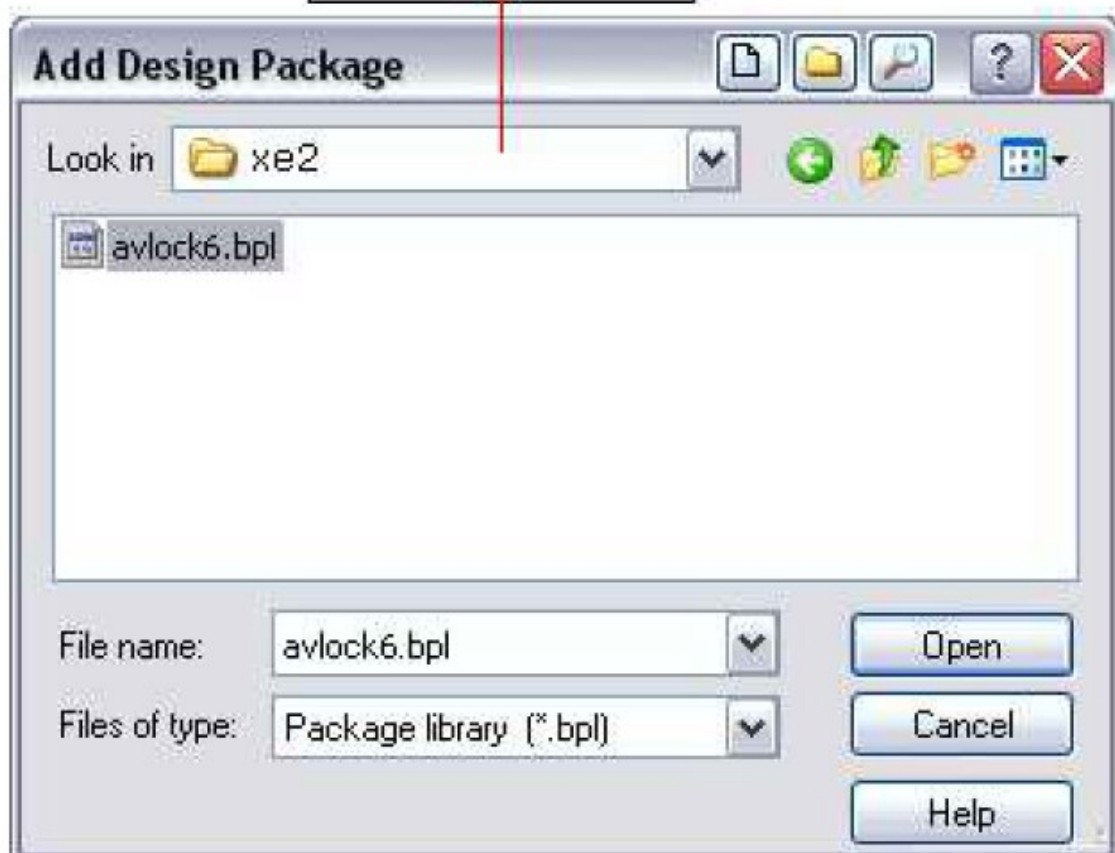 Add Design Package
?
Look in xe2
avlock6.bpl
File name: avlock6.bpl Open
Files of type: Package library (*.bpl) Cancel
Help